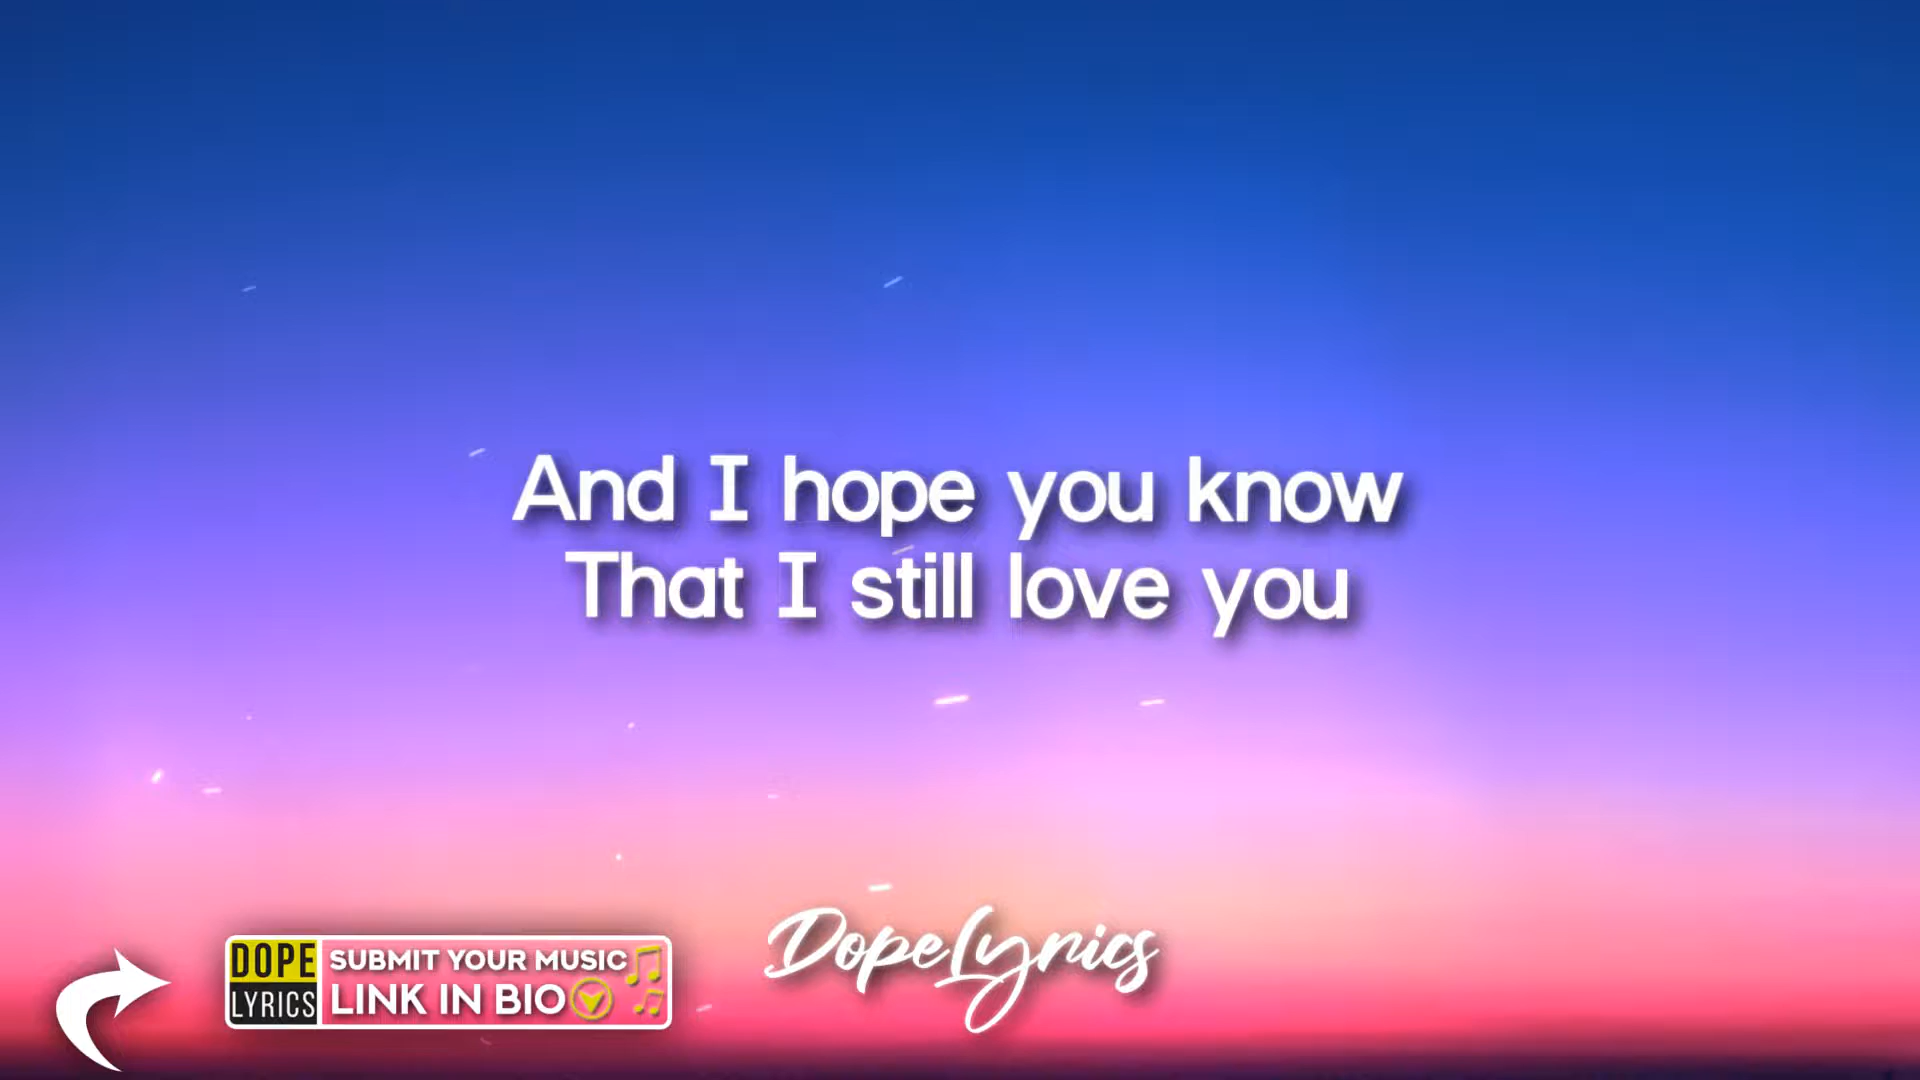 And I hope you know
That I still love you
DOPE
LYRICS
SUBMIT YOUR MUSIC
LINK IN BIO
DopeLyrics